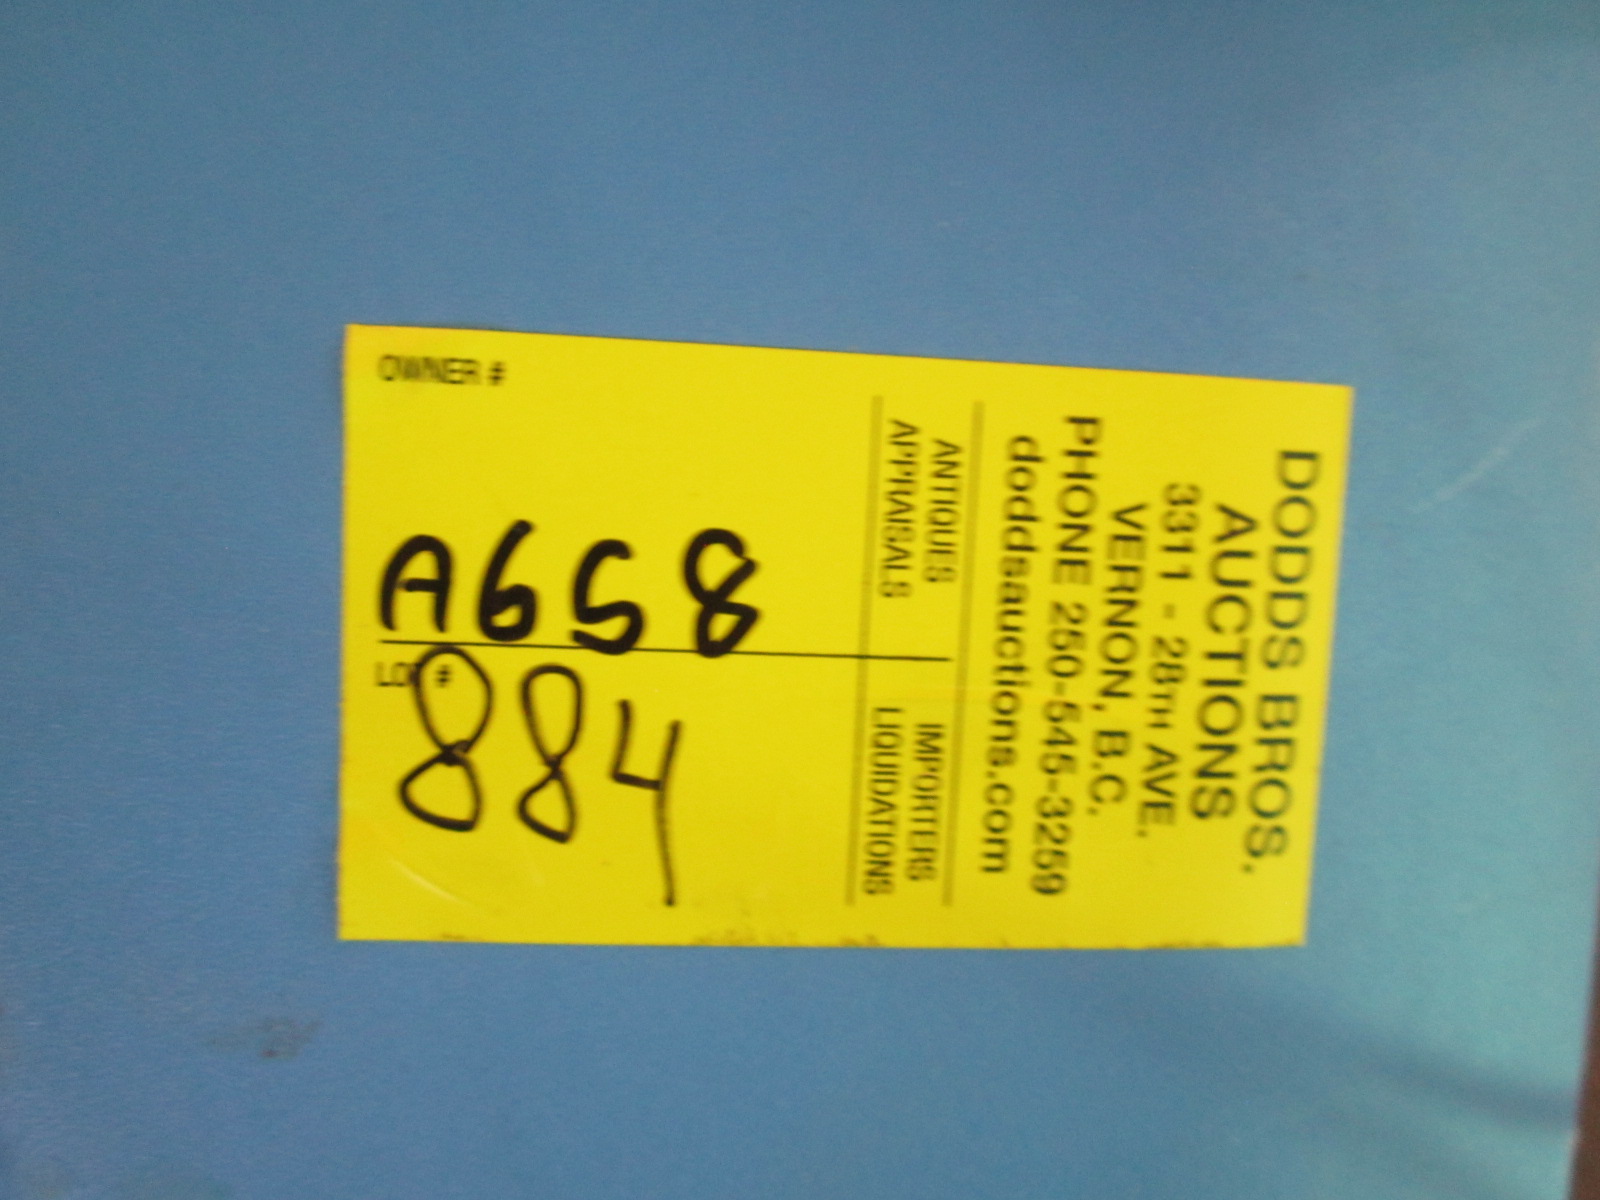 DODDS BROS.
AUCTIONS
3311 - 28TH AVE.
VERNON, B.C.
PHONE 250-545-3259
doddsauctions.com
ANTIQUES
APPRAISALS
IMPORTERS
LIQUIDATIONS
OWNER #
A658
LOT #
884